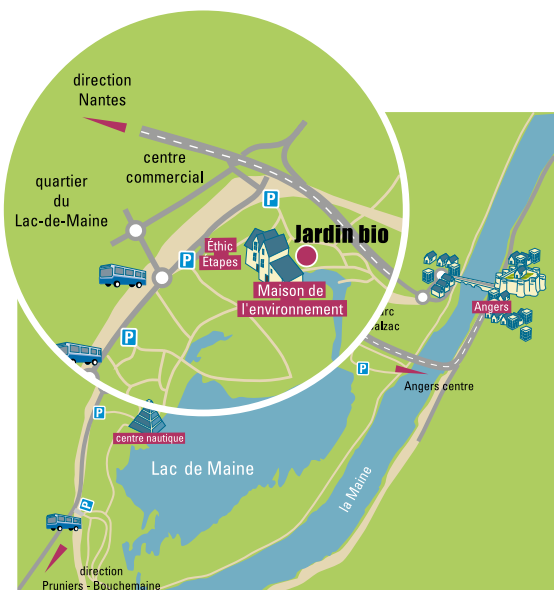 direction
Nantes
centre
commercial
quartier
du
Lac-de-Maine
P
Jardin bio
Éthic
Étapes
P
Maison de
l'environnement
Angers
P
P
Angers centre
P
centre nautique
Lac de Maine
la Maine
P
direction
Pruniers - Bouchemaine